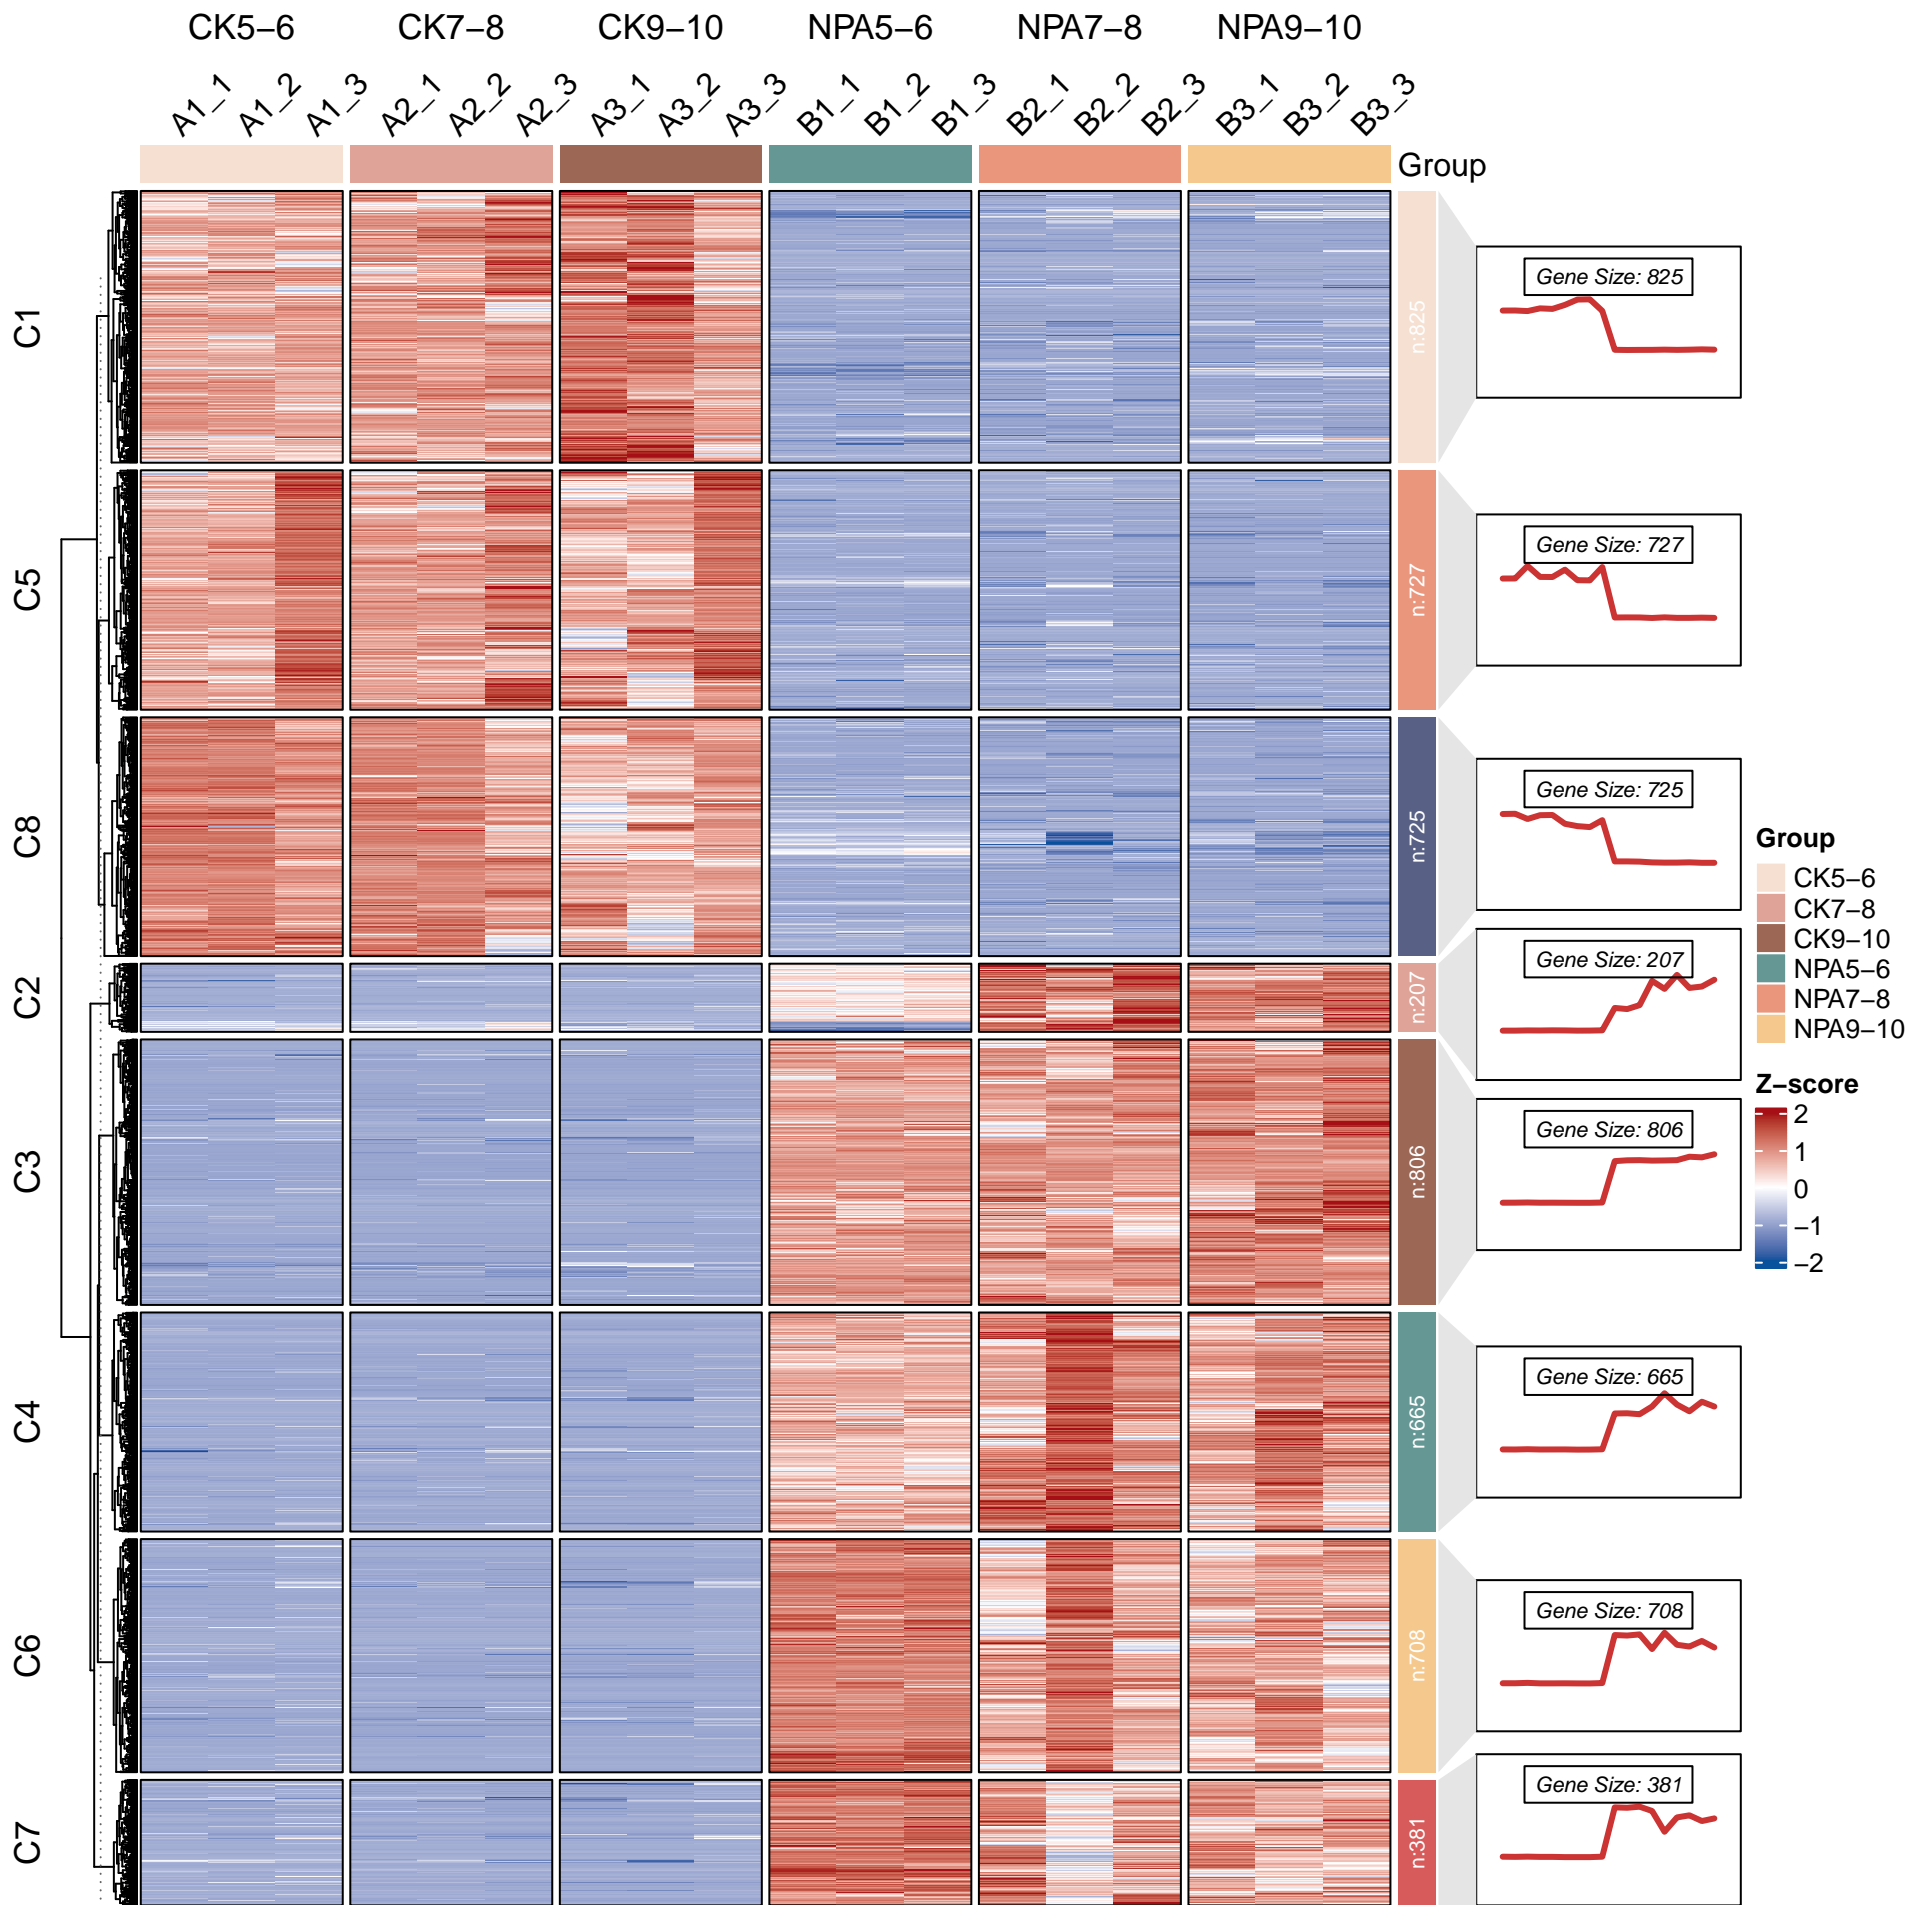 CK5–6 CK7–8 CK9–10 NPA5–6 NPA7–8 NPA9–10
A1_1 A1_2 A1_3 A2_1 A2_2 A2_3 A3_1 A3_2 A3_3 B1_1 B1_2 B1_3 B2_1 B2_2 B2_3 B3_1 B3_2 B3_3
Group
C1
n:825
Gene Size: 825
C5
n:727
Gene Size: 727
C8
n:725
Gene Size: 725
C2
n:207
Gene Size: 207
C3
n:806
Gene Size: 806
C4
n:665
Gene Size: 665
C6
n:708
Gene Size: 708
C7
n:381
Gene Size: 381
Group
CK5–6
CK7–8
CK9–10
NPA5–6
NPA7–8
NPA9–10
Z–score
2
1
0
–1
–2